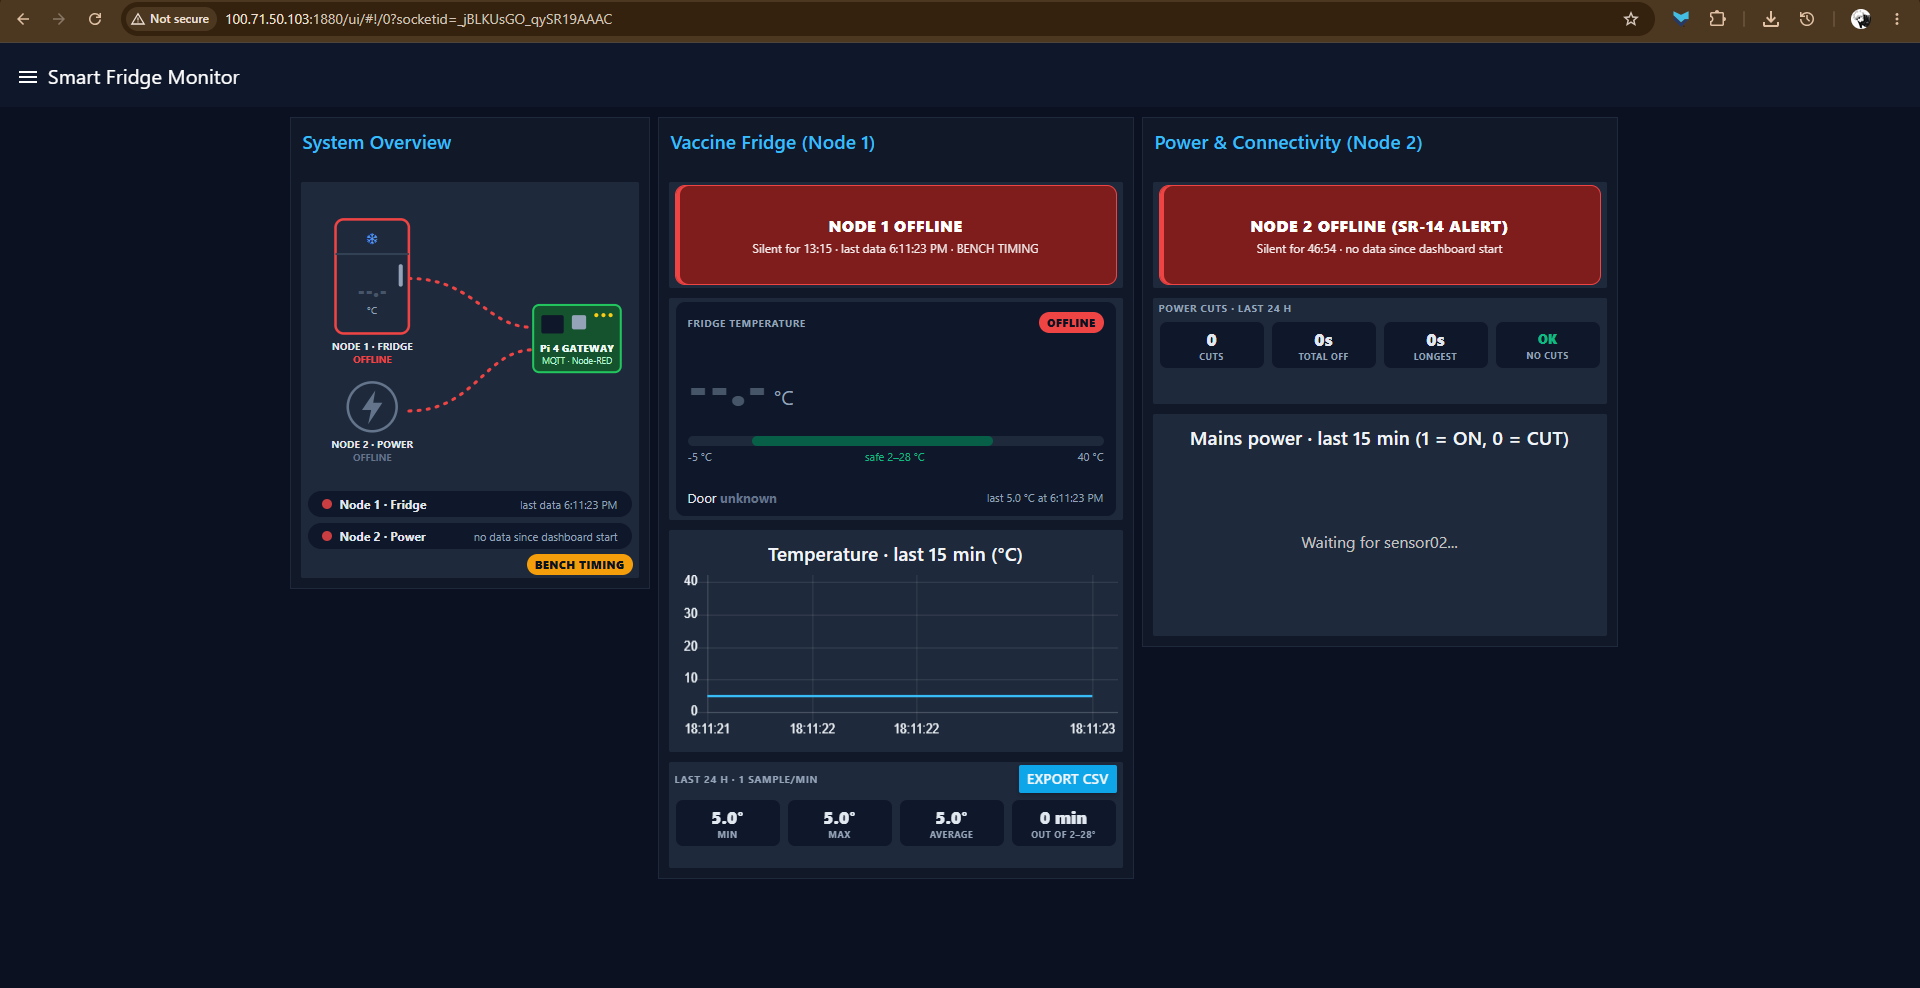 Not secure
100.71.50.103:1880/ui/#!/0?socketid=_jBLKUsGO_qySR19AAAC
Smart Fridge Monitor
System Overview
--.-
°C
NODE 1 · FRIDGE
OFFLINE
Pi 4 GATEWAY
MQTT · Node-RED
NODE 2 · POWER
OFFLINE
Node 1 · Fridge last data 6:11:23 PM
Node 2 · Power no data since dashboard start
BENCH TIMING
Vaccine Fridge (Node 1)
NODE 1 OFFLINE
Silent for 13:15 · last data 6:11:23 PM · BENCH TIMING
FRIDGE TEMPERATURE OFFLINE
--.- °C
-5 °C safe 2–28 °C 40 °C
Door unknown last 5.0 °C at 6:11:23 PM
Temperature · last 15 min (°C)
40
30
20
10
0
18:11:21 18:11:22 18:11:22 18:11:23
LAST 24 H · 1 SAMPLE/MIN EXPORT CSV
5.0° 5.0° 5.0° 0 min
MIN MAX AVERAGE OUT OF 2–28°
Power & Connectivity (Node 2)
NODE 2 OFFLINE (SR-14 ALERT)
Silent for 46:54 · no data since dashboard start
POWER CUTS · LAST 24 H
0 0s 0s OK
CUTS TOTAL OFF LONGEST NO CUTS
Mains power · last 15 min (1 = ON, 0 = CUT)
Waiting for sensor02...